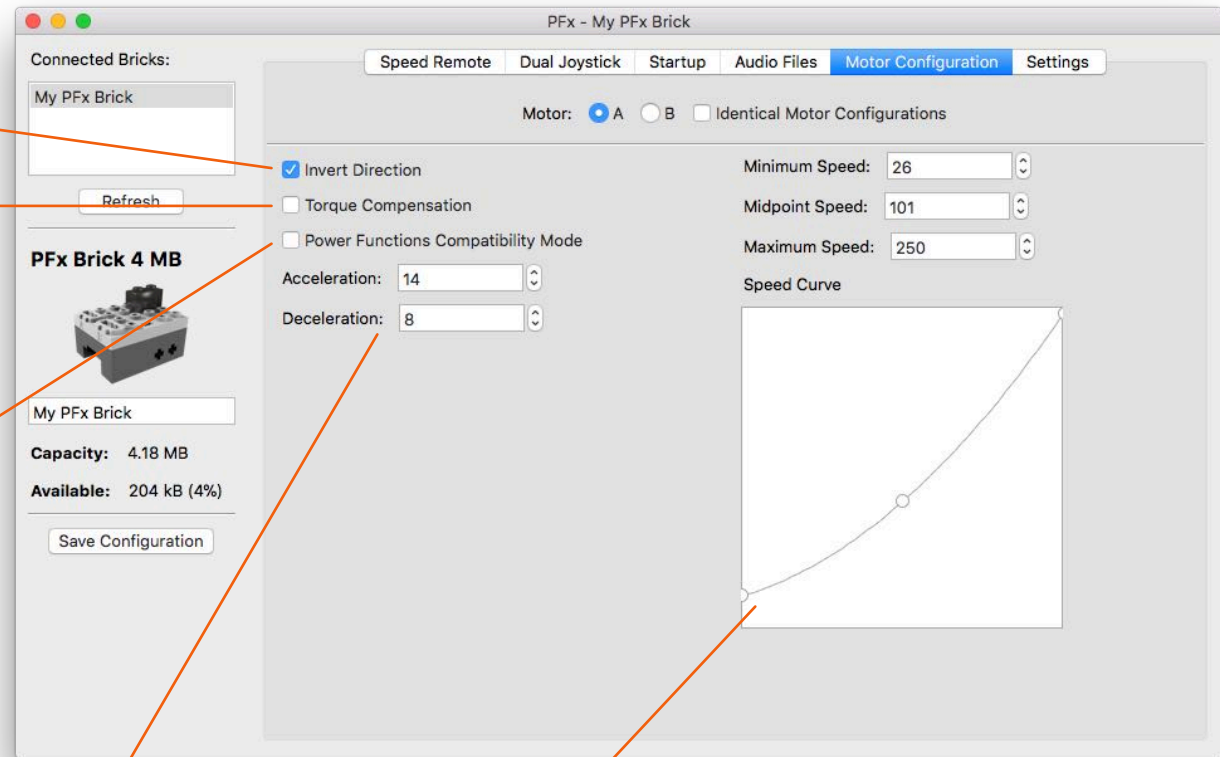 PFx - My PFx Brick
Connected Bricks:
My PFx Brick
Refresh
PFx Brick 4 MB
My PFx Brick
Capacity: 4.18 MB
Available: 204 kB (4%)
Save Configuration
Speed Remote Dual Joystick Startup Audio Files Motor Configuration Settings
Motor: A B Identical Motor Configurations
Invert Direction
Torque Compensation
Power Functions Compatibility Mode
Acceleration: 14
Deceleration: 8
Minimum Speed: 26
Midpoint Speed: 101
Maximum Speed: 250
Speed Curve